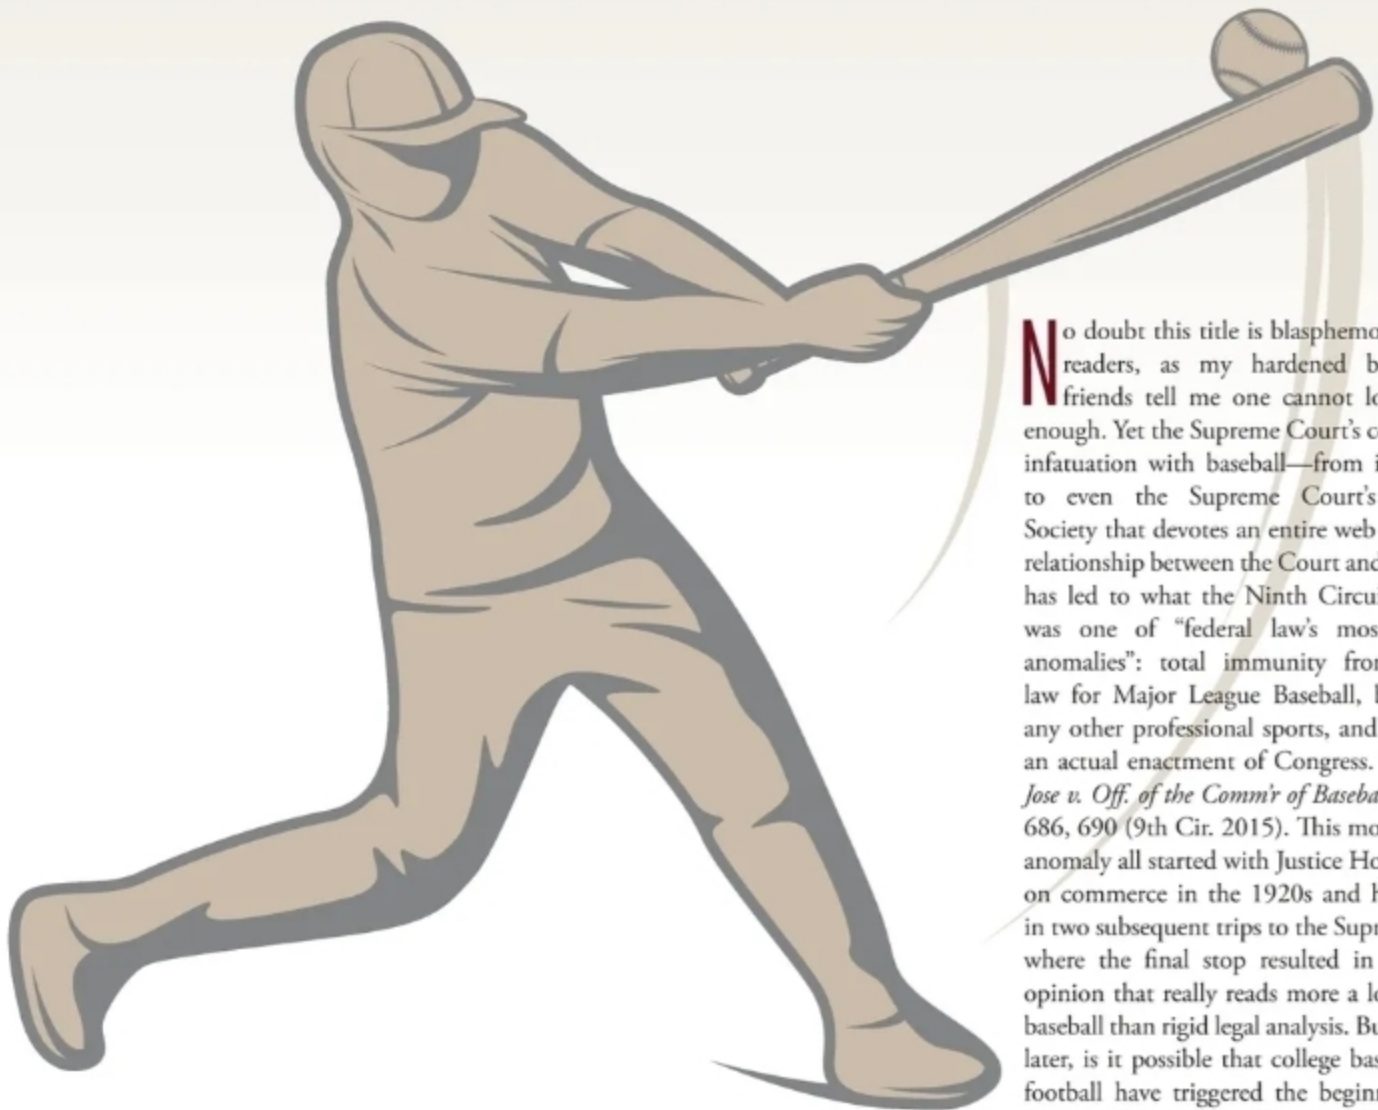 No doubt this title is blasphemo
readers, as my hardened b
friends tell me one cannot lo
enough. Yet the Supreme Court's c
infatuation with baseball—from i
to even the Supreme Court's
Society that devotes an entire web
relationship between the Court and
has led to what the Ninth Circui
was one of “federal law's mos
anomalies”: total immunity fro
law for Major League Baseball, b
any other professional sports, and
an actual enactment of Congress.
Jose v. Off. of the Comm'r of Baseba
686, 690 (9th Cir. 2015). This mo
anomaly all started with Justice Ho
on commerce in the 1920s and h
in two subsequent trips to the Supr
where the final stop resulted in
opinion that really reads more a lo
baseball than rigid legal analysis. Bu
later, is it possible that college bas
football have triggered the beginn